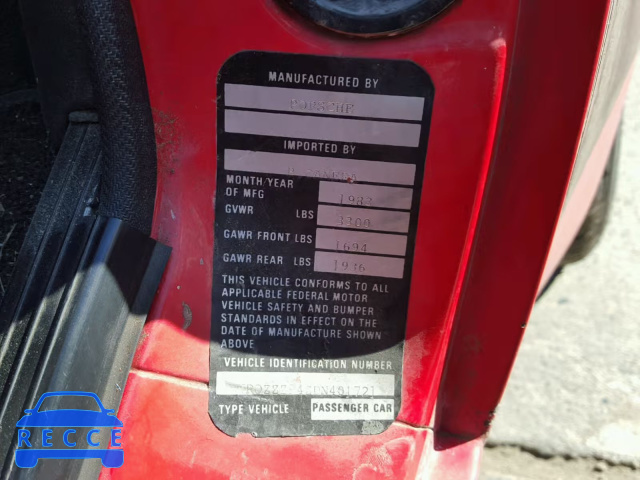 MANUFACTURED BY
PORSCHE
IMPORTED BY
MONTH/YEAR
OF MFG 1982
GVWR LBS 3300
GAWR FRONT LBS 1694
GAWR REAR LBS 1936
THIS VEHICLE CONFORMS TO ALL
APPLICABLE FEDERAL MOTOR
VEHICLE SAFETY AND BUMPER
STANDARDS IN EFFECT ON THE
DATE OF MANUFACTURE SHOWN
ABOVE
VEHICLE IDENTIFICATION NUMBER
TYPE VEHICLE PASSENGER CAR
RECCE